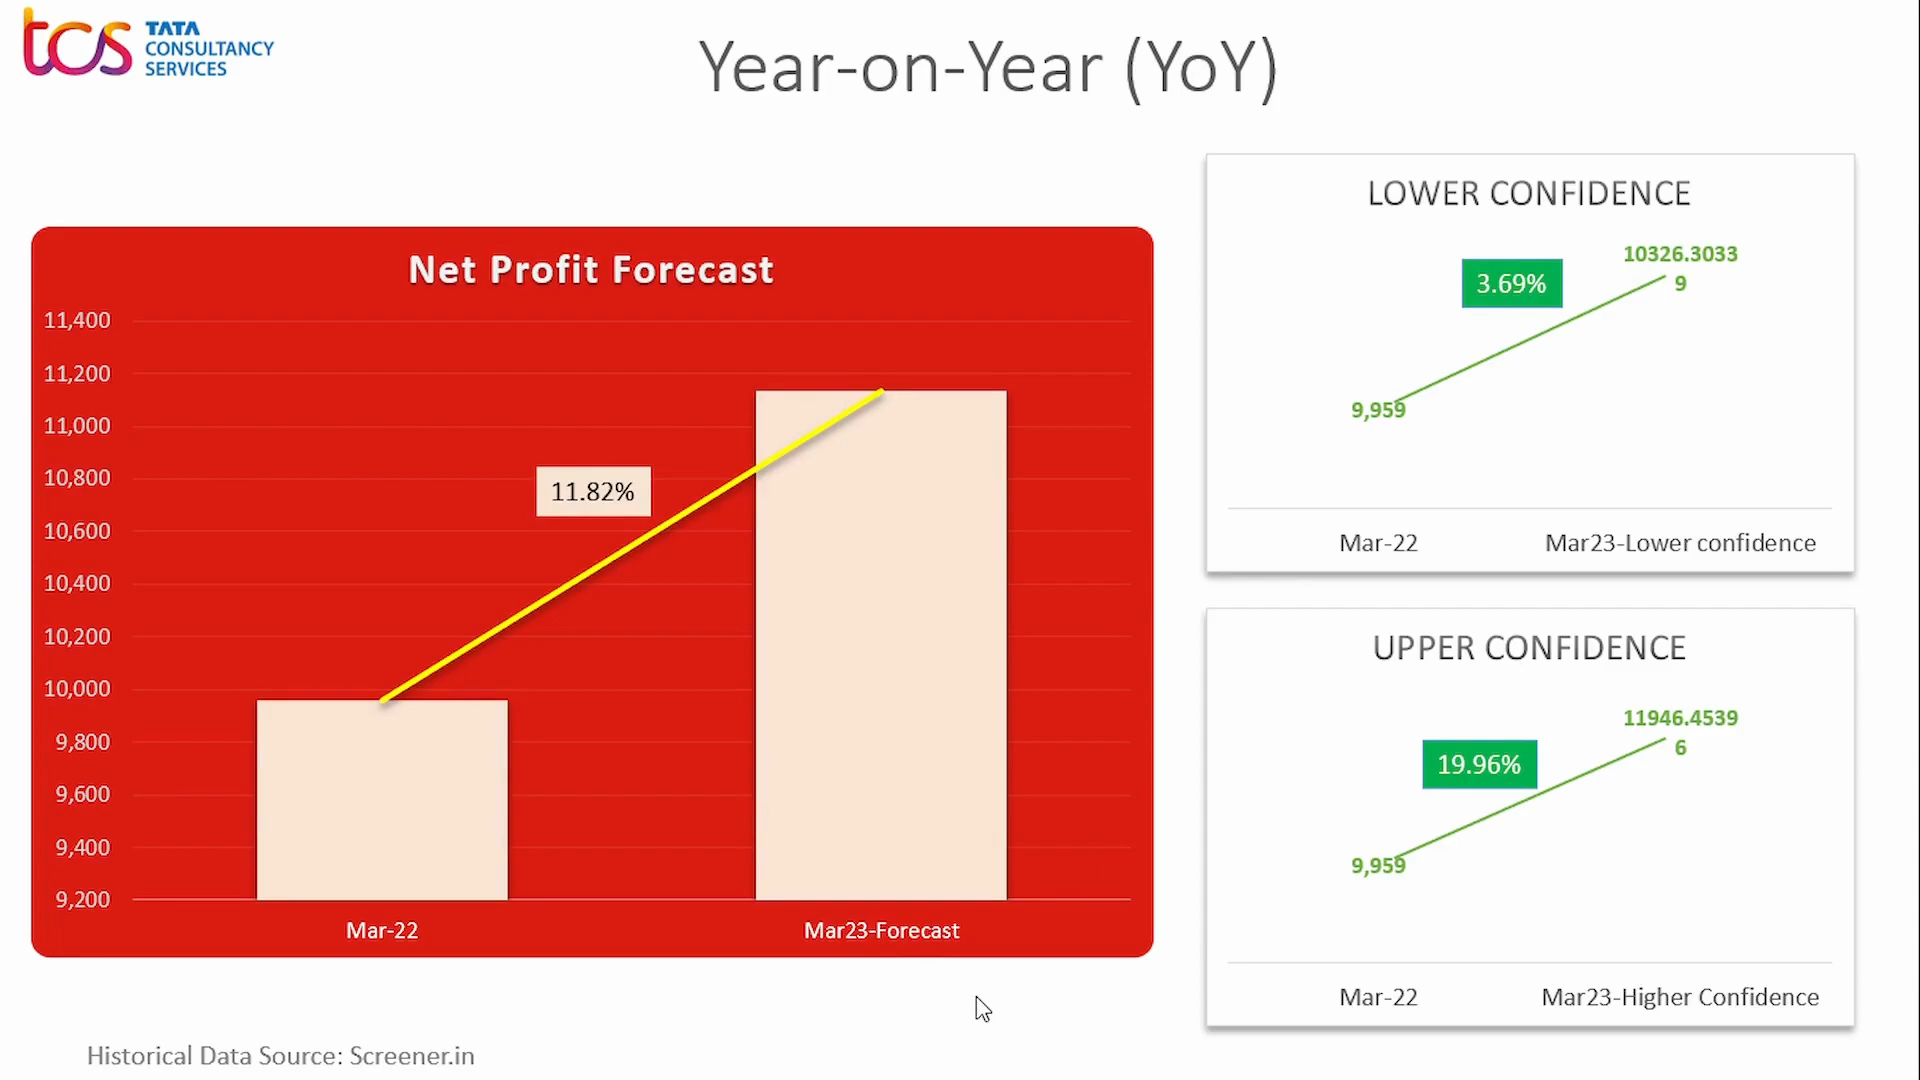 tcs TATA
CONSULTANCY
SERVICES
Year-on-Year (YoY)
Net Profit Forecast
11,400
11,200
11,000
10,800
10,600
10,400
10,200
10,000
9,800
9,600
9,400
9,200
11.82%
Mar-22 Mar23-Forecast
LOWER CONFIDENCE
3.69%
10326.3033
9
9,959
Mar-22 Mar23-Lower confidence
UPPER CONFIDENCE
19.96%
11946.4539
6
9,959
Mar-22 Mar23-Higher Confidence
Historical Data Source: Screener.in